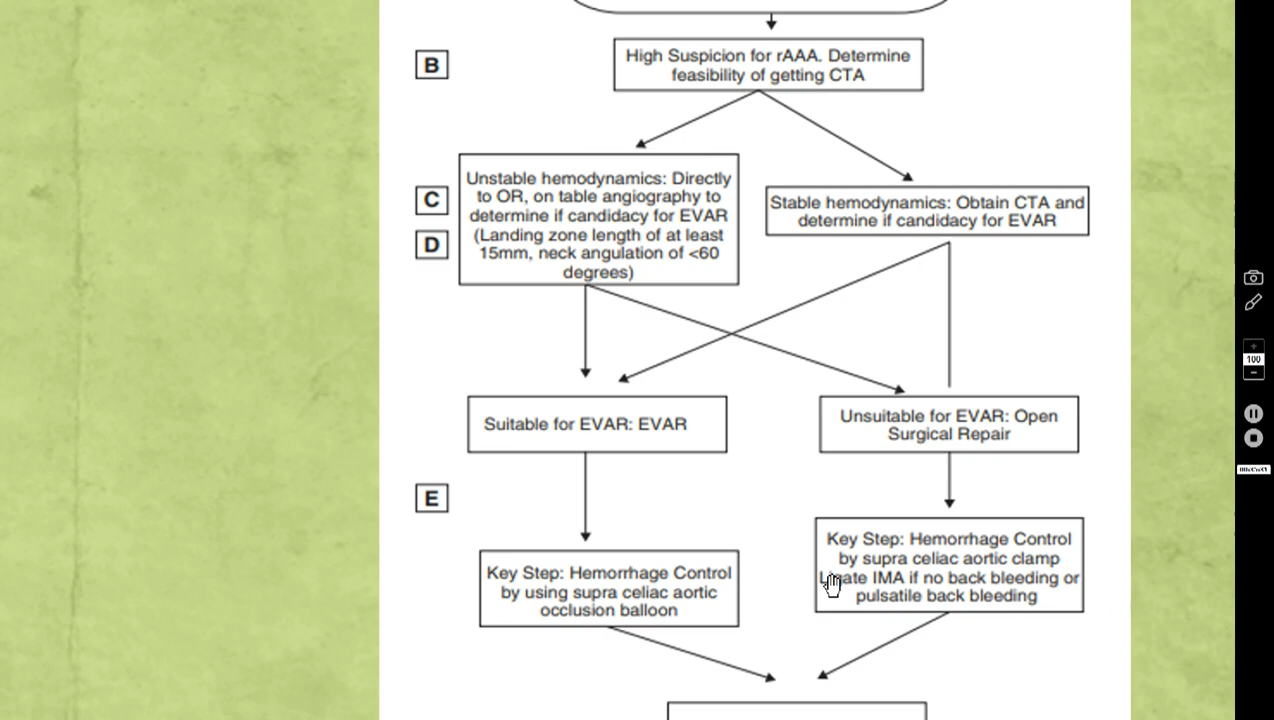 B
High Suspicion for rAAA. Determine
feasibility of getting CTA
C
D
Unstable hemodynamics: Directly
to OR, on table angiography to
determine if candidacy for EVAR
(Landing zone length of at least
15mm, neck angulation of <60
degrees)
Stable hemodynamics: Obtain CTA and
determine if candidacy for EVAR
Suitable for EVAR: EVAR
Unsuitable for EVAR: Open
Surgical Repair
E
Key Step: Hemorrhage Control
by using supra celiac aortic
occlusion balloon
Key Step: Hemorrhage Control
by supra celiac aortic clamp
Ligate IMA if no back bleeding or
pulsatile back bleeding
+
100
−